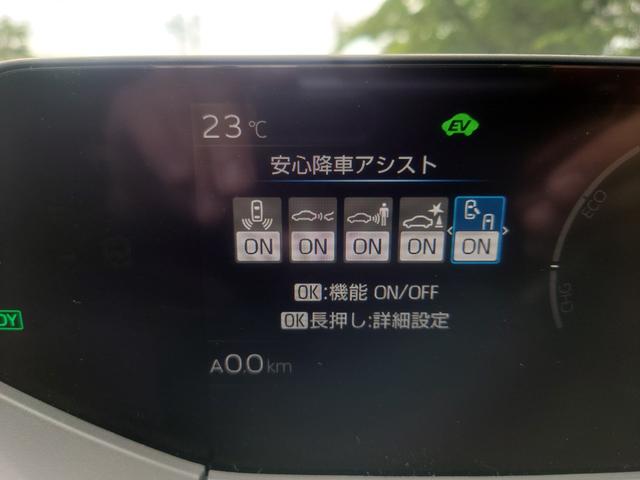 23℃
EV
安心降車アシスト
ON ON ON ON ON
OK:機能 ON/OFF
OK長押し:詳細設定
A0.0km
ECO
CHG
DY